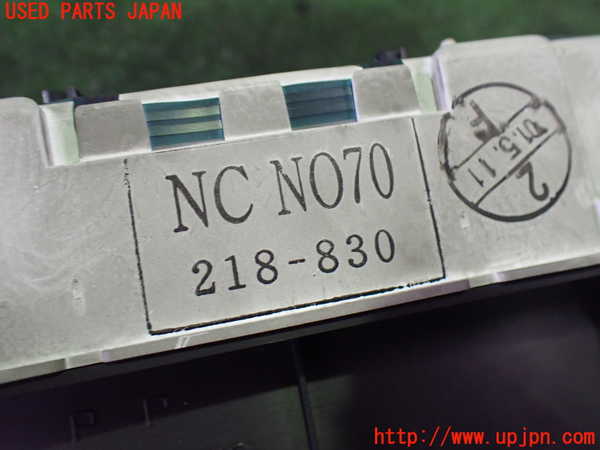 USED PARTS JAPAN
NC NO70
218-830
F
'01.5.11
2
http://www.upjpn.com/